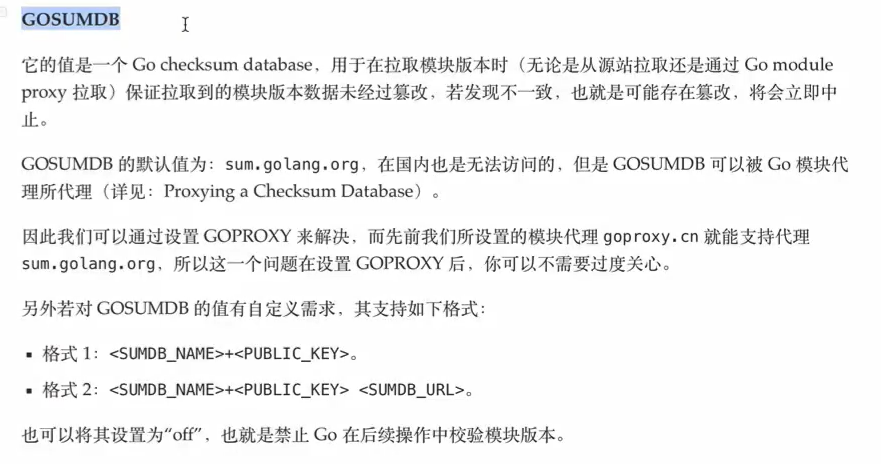 GOSUMDB
它的值是一个 Go checksum database，用于在拉取模块版本时（无论是从源站拉取还是通过 Go module
proxy 拉取）保证拉取到的模块版本数据未经过篡改，若发现不一致，也就是可能存在篡改，将会立即中
止。
GOSUMDB 的默认值为：sum.golang.org，在国内也是无法访问的，但是 GOSUMDB 可以被 Go 模块代
理所代理（详见：Proxying a Checksum Database）。
因此我们可以通过设置 GOPROXY 来解决，而先前我们所设置的模块代理 goproxy.cn 就能支持代理
sum.golang.org，所以这一个问题在设置 GOPROXY 后，你可以不需要过度关心。
另外若对 GOSUMDB 的值有自定义需求，其支持如下格式：
▪ 格式 1：<SUMDB_NAME>+<PUBLIC_KEY>。
▪ 格式 2：<SUMDB_NAME>+<PUBLIC_KEY> <SUMDB_URL>。
也可以将其设置为“off”，也就是禁止 Go 在后续操作中校验模块版本。